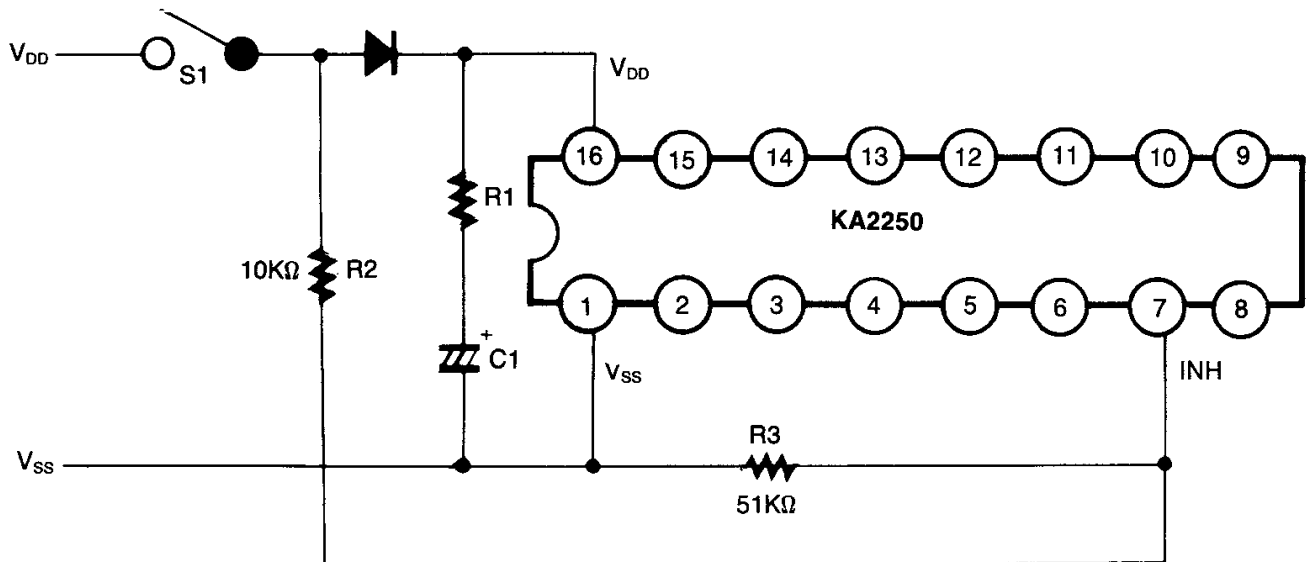 VDD
S1
VDD
16 15 14 13 12 11 10 9
R1
KA2250
10KΩ R2
1 2 3 4 5 6 7 8
+
C1
VSS
INH
VSS
R3
51KΩ